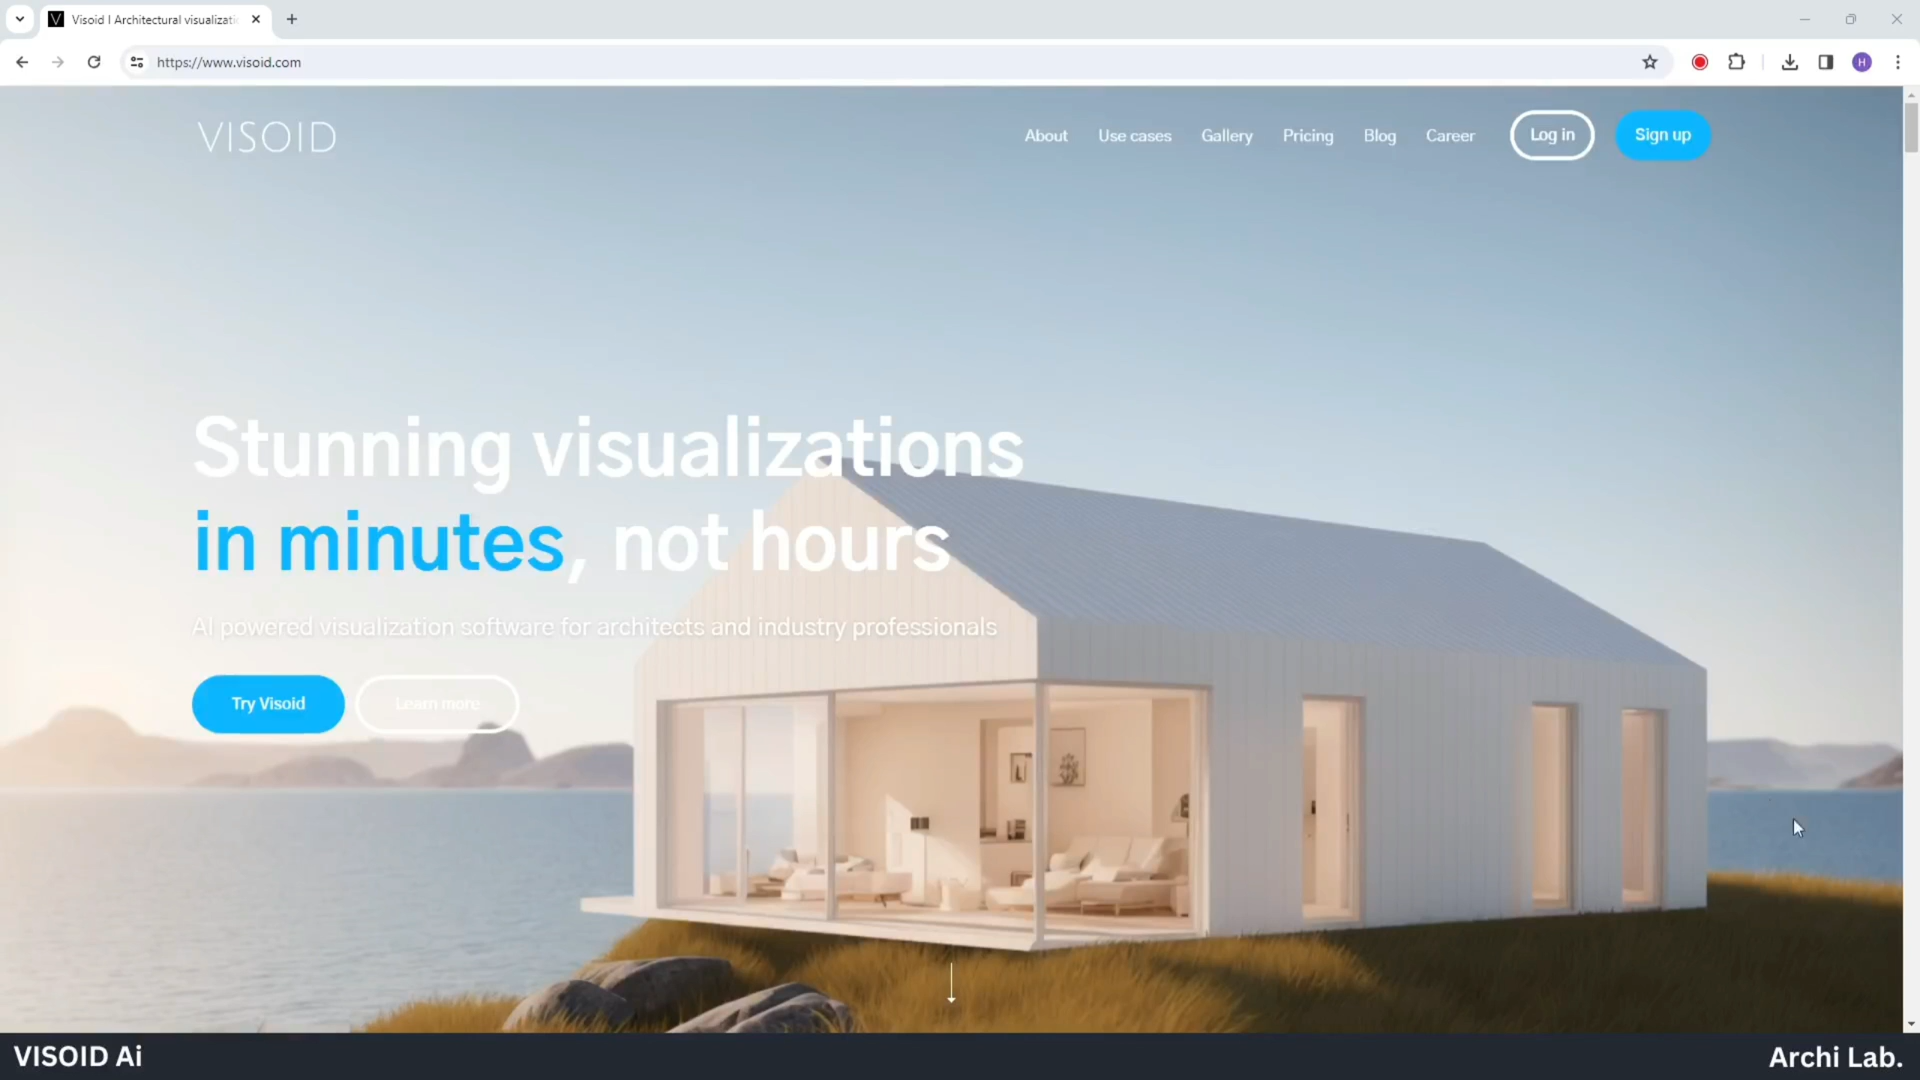 Visoid | Architectural visualizati
https://www.visoid.com
H
VISOID
About Use cases Gallery Pricing Blog Career Log in Sign up
Stunning visualizations
in minutes, not hours
AI powered visualization software for architects and industry professionals
Try Visoid Learn more
VISOID Ai Archi Lab.